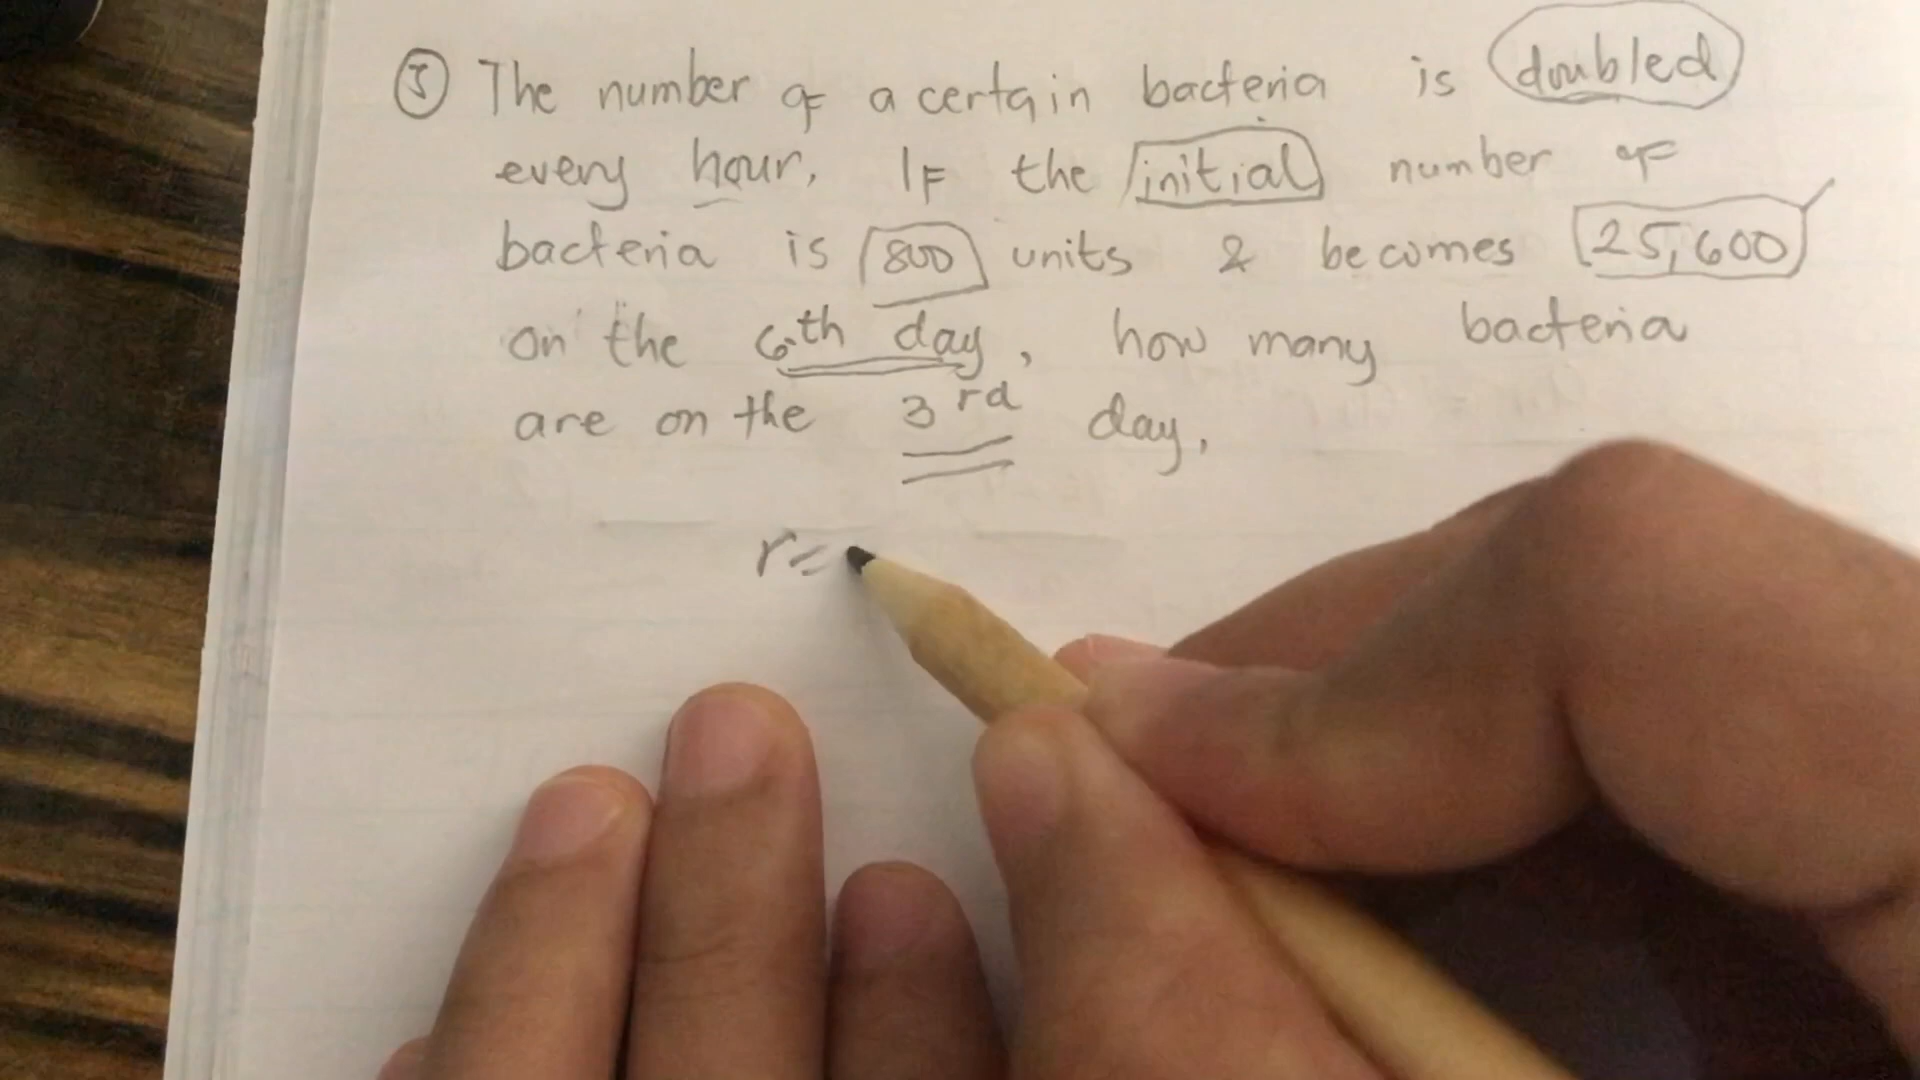 ③ The number of a certain bacteria is doubled
every hour. IF the initial number of
bacteria is 800 units & becomes 25,600
on the 6th day, how many bacteria
are on the 3rd day.
r=